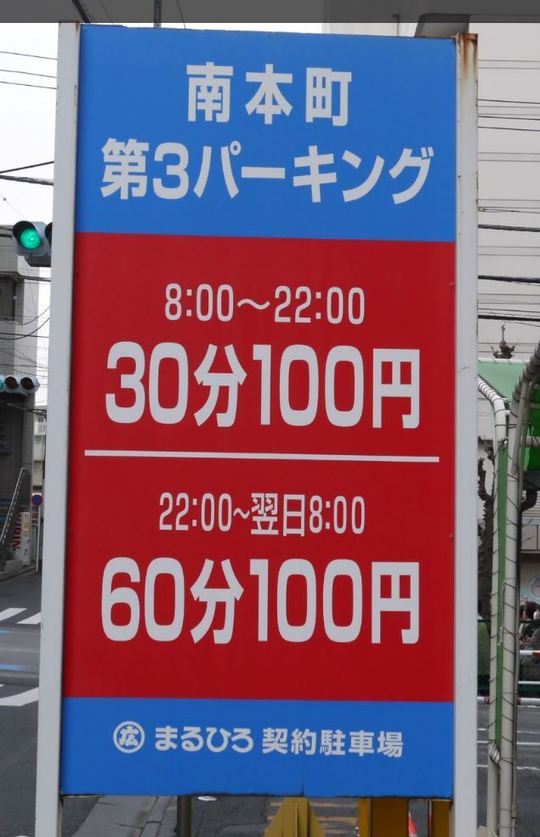 南本町
第3パーキング
8:00〜22:00
30分100円
22:00~翌日8:00
60分100円
広 まるひろ 契約駐車場